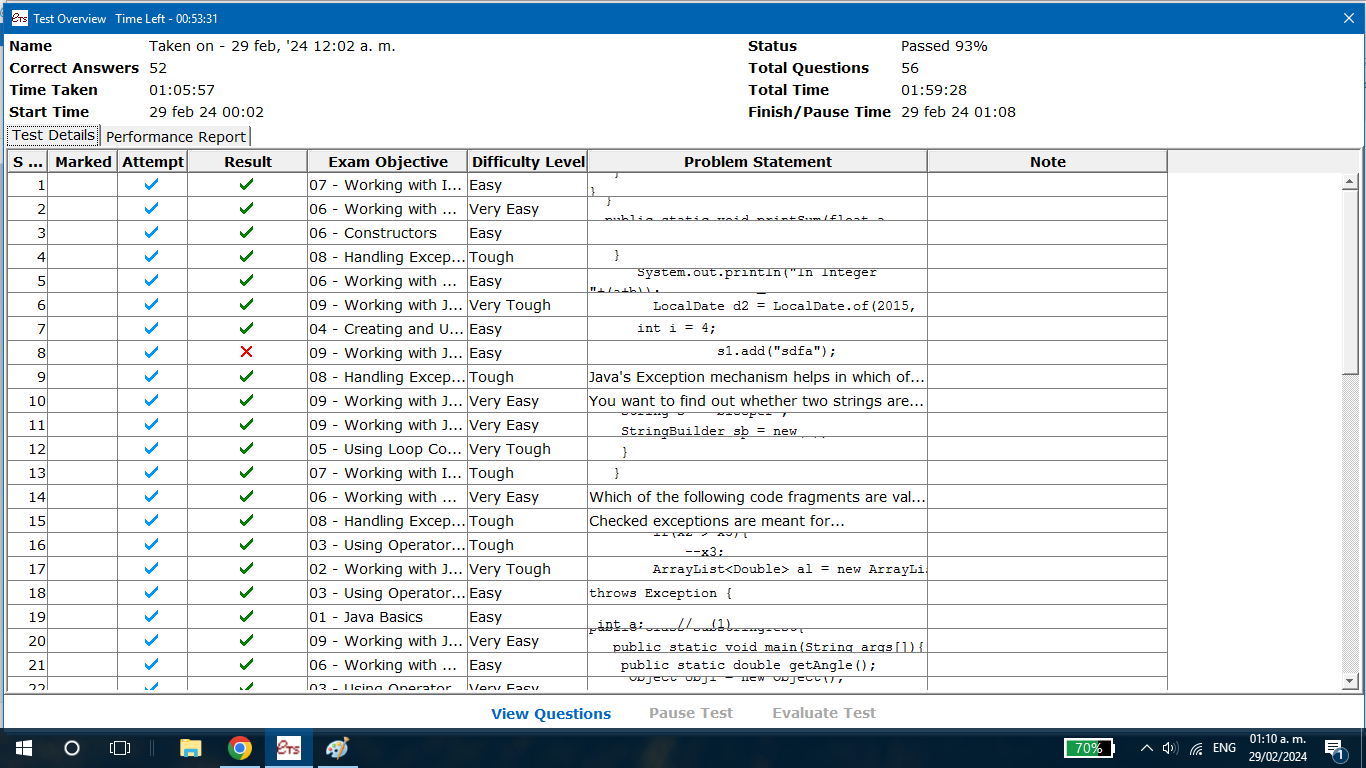 ETS Test Overview Time Left - 00:53:31
Name Taken on - 29 feb, '24 12:02 a. m. Status Passed 93%
Correct Answers 52 Total Questions 56
Time Taken 01:05:57 Total Time 01:59:28
Start Time 29 feb 24 00:02 Finish/Pause Time 29 feb 24 01:08
Test Details Performance Report
S ... Marked Attempt Result Exam Objective Difficulty Level Problem Statement Note
1 07 - Working with I... Easy }
2 06 - Working with ... Very Easy } public static void printSum(float a
3 06 - Constructors Easy
4 08 - Handling Excep... Tough }
5 06 - Working with ... Easy System.out.println("In Integer "+(a+b));
6 09 - Working with J... Very Tough LocalDate d2 = LocalDate.of(2015,
7 04 - Creating and U... Easy int i = 4;
8 09 - Working with J... Easy s1.add("sdfa");
9 08 - Handling Excep... Tough Java's Exception mechanism helps in which of...
10 09 - Working with J... Very Easy You want to find out whether two strings are...
11 09 - Working with J... Very Easy StringBuilder sb = new
12 05 - Using Loop Co... Very Tough }
13 07 - Working with I... Tough }
14 06 - Working with ... Very Easy Which of the following code fragments are val...
15 08 - Handling Excep... Tough Checked exceptions are meant for...
16 03 - Using Operator... Tough if(x2 > x3){ --x3;
17 02 - Working with J... Very Tough ArrayList<Double> al = new ArrayLi
18 03 - Using Operator... Easy throws Exception {
19 01 - Java Basics Easy int a; // (1)
20 09 - Working with J... Very Easy public static void main(String args[]){
21 06 - Working with ... Easy public static double getAngle();
22 03 - Using Operator... Very Easy Object obj1 = new Object();
View Questions Pause Test Evaluate Test
ETS 70% ENG 01:10 a. m.
29/02/2024 1